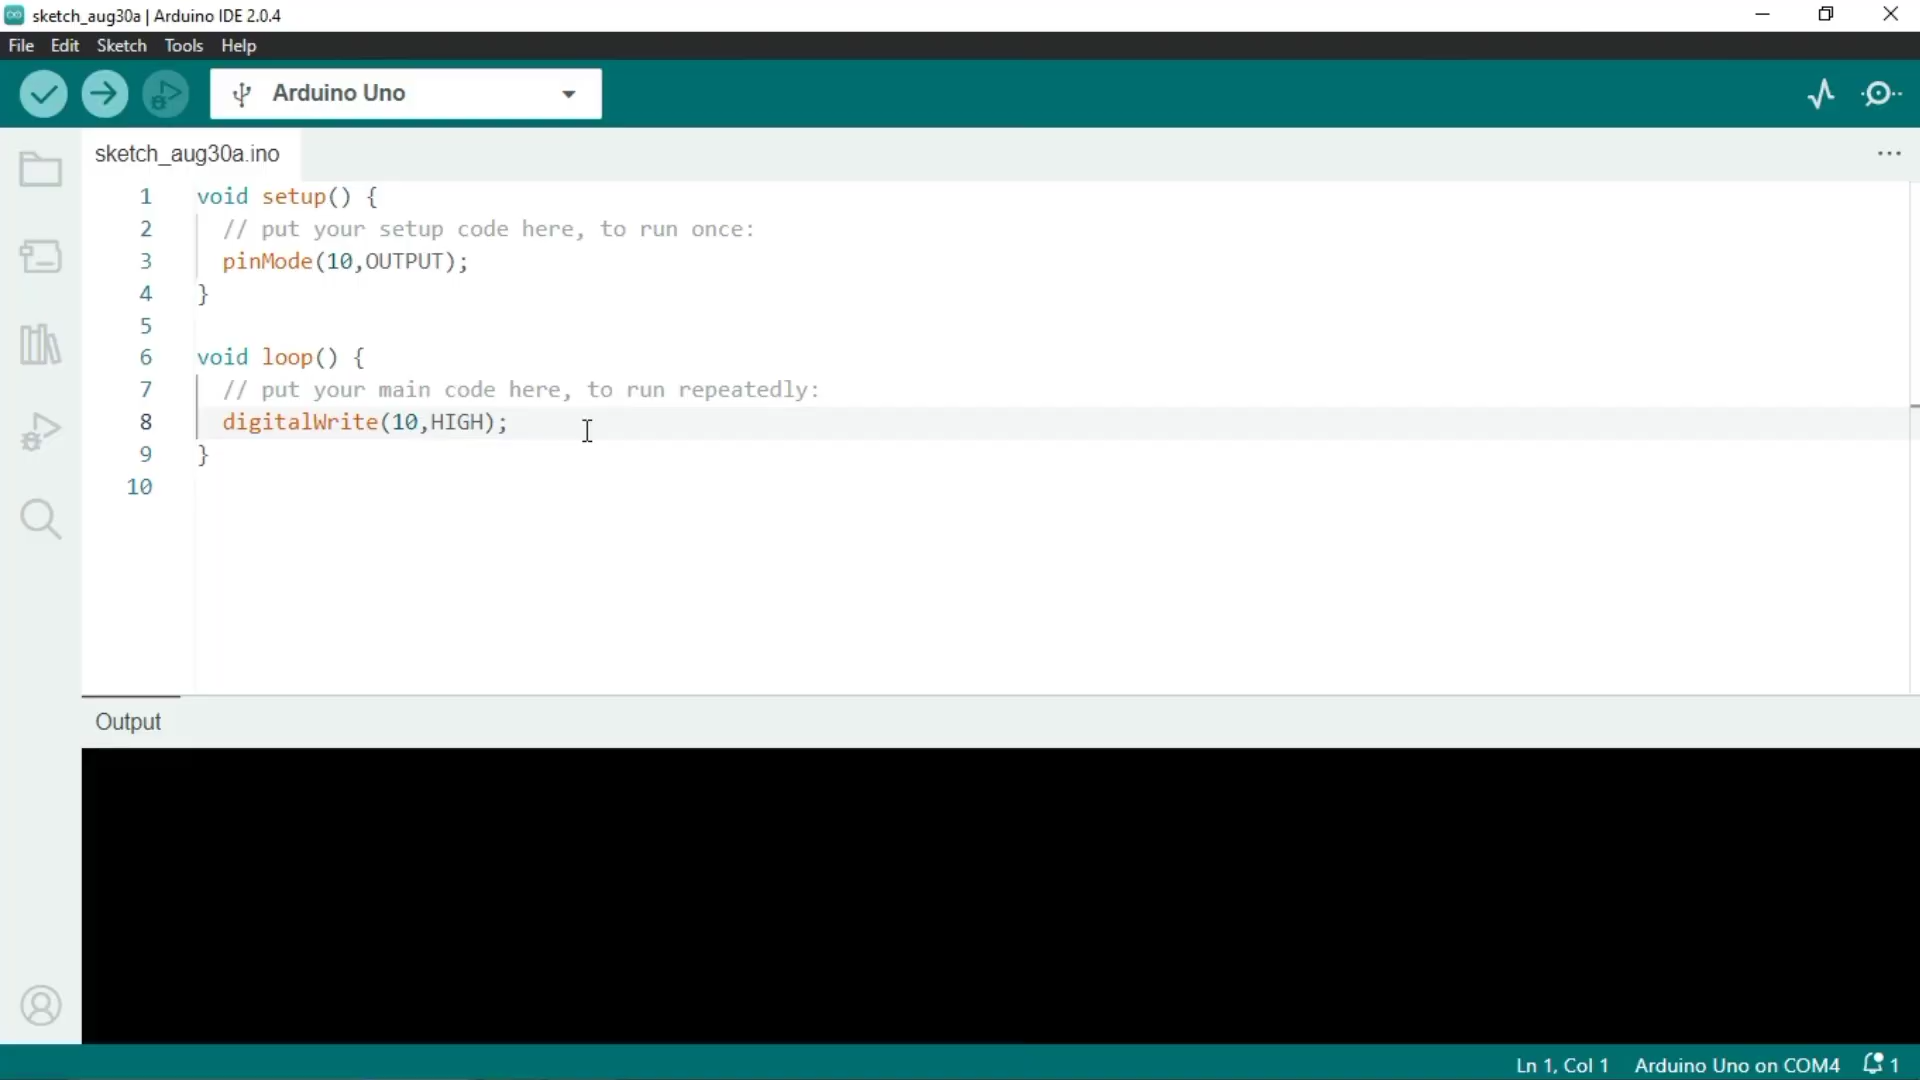 sketch_aug30a | Arduino IDE 2.0.4
File Edit Sketch Tools Help
Arduino Uno
sketch_aug30a.ino
1 void setup() {
2 // put your setup code here, to run once:
3 pinMode(10,OUTPUT);
4 }
5
6 void loop() {
7 // put your main code here, to run repeatedly:
8 digitalWrite(10,HIGH);
9 }
10
Output
Ln 1, Col 1 Arduino Uno on COM4 1